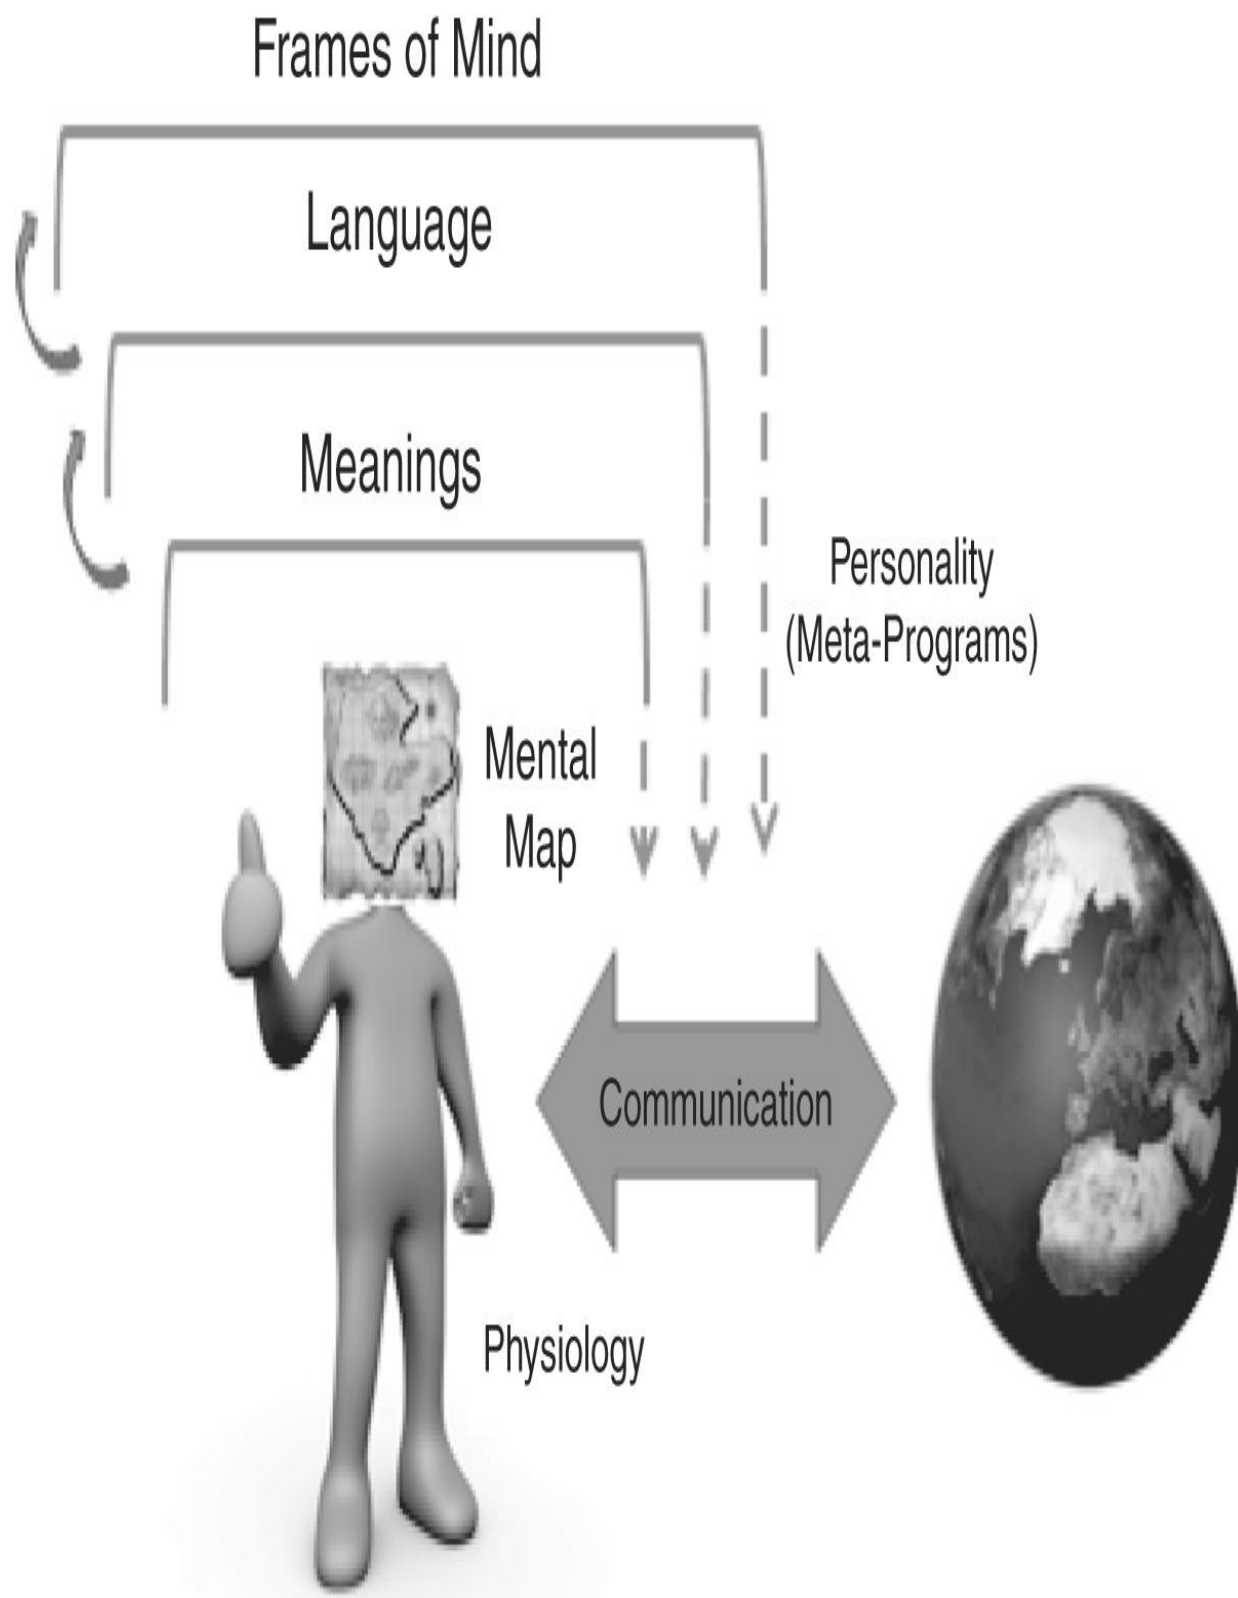 Frames of Mind
Language
Meanings
Personality
(Meta-Programs)
Mental
Map
Communication
Physiology